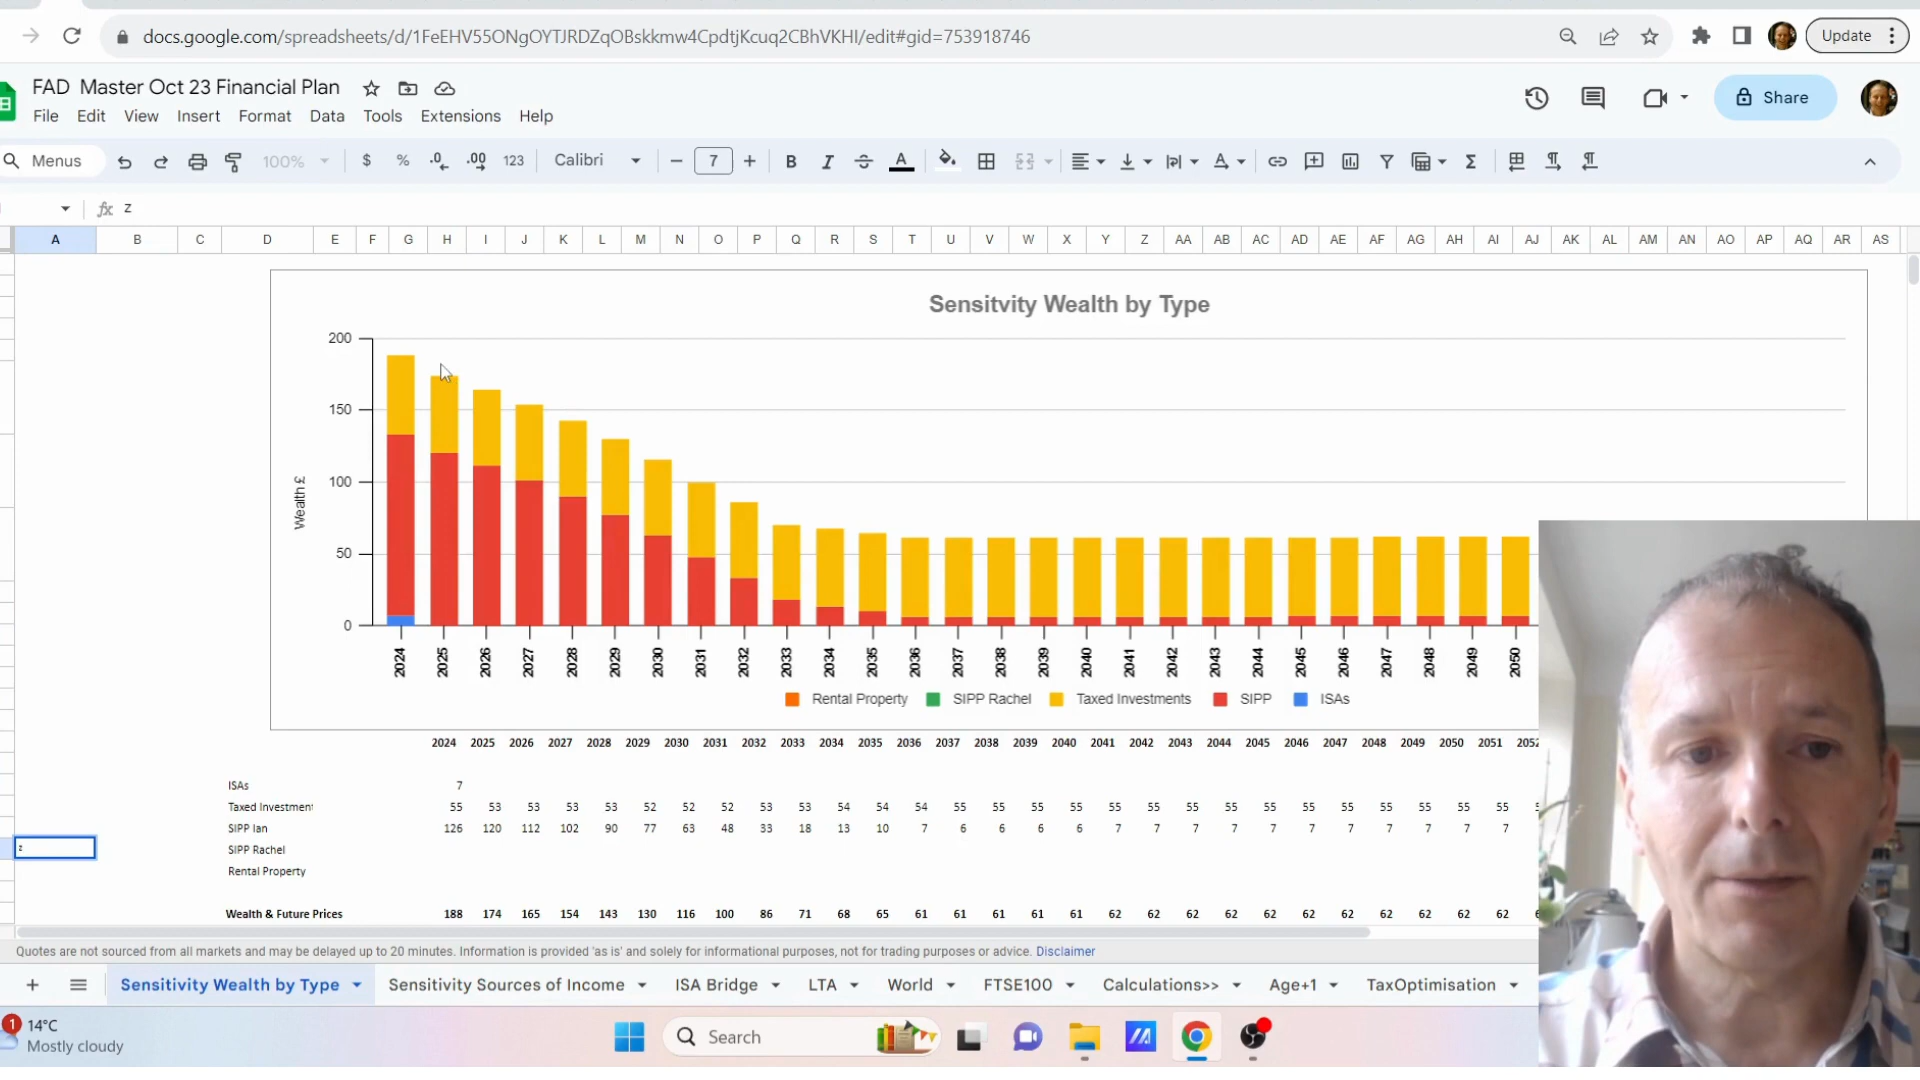 docs.google.com/spreadsheets/d/1FeEHV55ONgOYTJRDZqOBskkmw4CpdtjKcuq2CBhVKHI/edit#gid=753918746
Update
FAD Master Oct 23 Financial Plan
File Edit View Insert Format Data Tools Extensions Help
Share
Menus 100% $ % .0 .00 123 Calibri 7 B I A
fx z
A B C D E F G H I J K L M N O P Q R S T U V W X Y Z AA AB AC AD AE AF AG AH AI AJ AK AL AM AN AO AP AQ AR AS
Sensitvity Wealth by Type
200
150
100
50
0
Wealth £
2024 2025 2026 2027 2028 2029 2030 2031 2032 2033 2034 2035 2036 2037 2038 2039 2040 2041 2042 2043 2044 2045 2046 2047 2048 2049 2050
Rental Property SIPP Rachel Taxed Investments SIPP ISAs
2024 2025 2026 2027 2028 2029 2030 2031 2032 2033 2034 2035 2036 2037 2038 2039 2040 2041 2042 2043 2044 2045 2046 2047 2048 2049 2050 2051 2052
ISAs 7
Taxed Investment 55 53 53 53 53 52 52 52 53 53 54 54 54 55 55 55 55 55 55 55 55 55 55 55 55 55 55 55
SIPP Ian 126 120 112 102 90 77 63 48 33 18 13 10 7 6 6 6 6 7 7 7 7 7 7 7 7 7 7 7
z
SIPP Rachel
Rental Property
Wealth & Future Prices 188 174 165 154 143 130 116 100 86 71 68 65 61 61 61 61 61 62 62 62 62 62 62 62 62 62 62 62
Quotes are not sourced from all markets and may be delayed up to 20 minutes. Information is provided 'as is' and solely for informational purposes, not for trading purposes or advice. Disclaimer
Sensitivity Wealth by Type Sensitivity Sources of Income ISA Bridge LTA World FTSE100 Calculations>> Age+1 TaxOptimisation
1
14°C
Mostly cloudy
Search